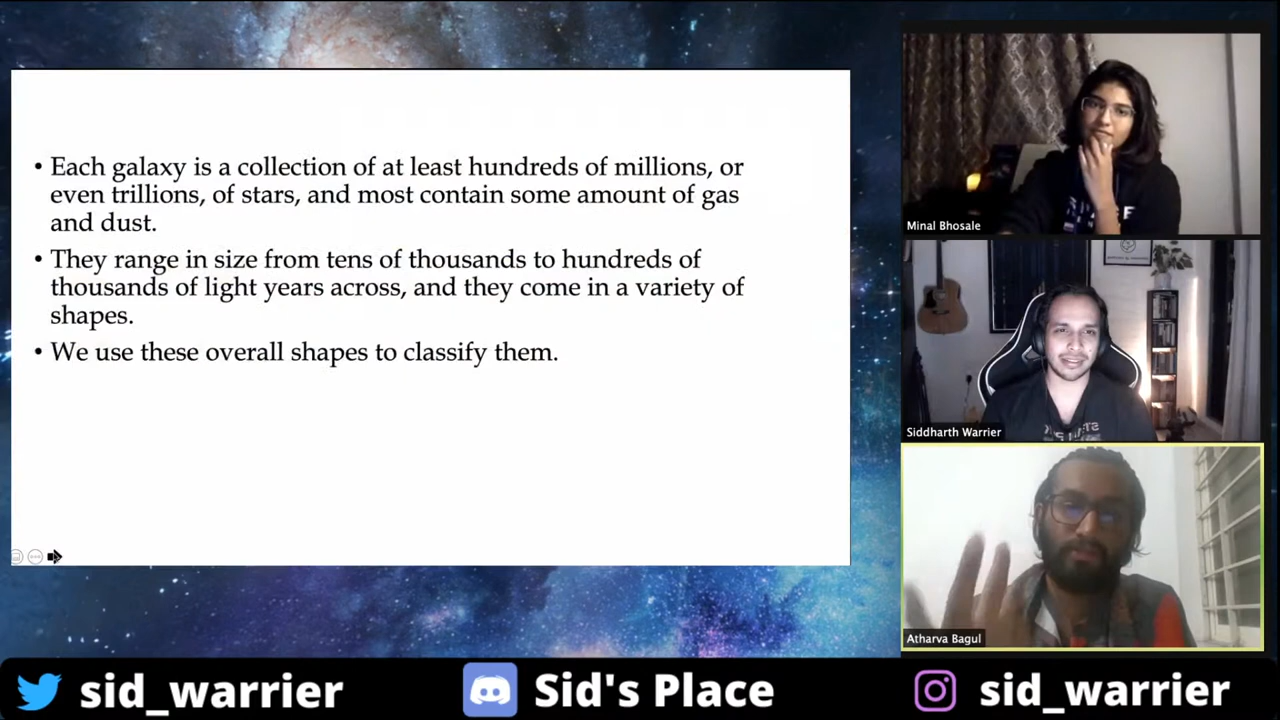 • Each galaxy is a collection of at least hundreds of millions, or
even trillions, of stars, and most contain some amount of gas
and dust.
• They range in size from tens of thousands to hundreds of
thousands of light years across, and they come in a variety of
shapes.
• We use these overall shapes to classify them.
Minal Bhosale
Siddharth Warrier
Atharva Bagul
sid_warrier
Sid's Place
sid_warrier